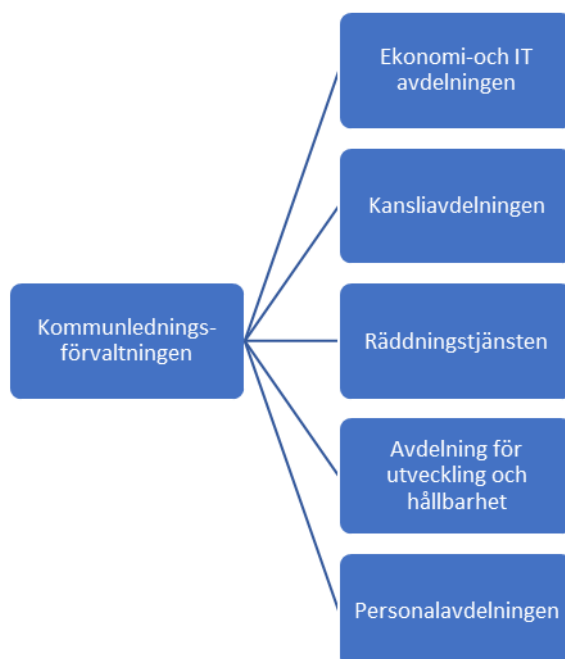 Ekonomi-och IT
avdelningen
Kansliavdelningen
Kommunlednings-
förvaltningen
Räddningstjänsten
Avdelning för
utveckling och
hållbarhet
Personalavdelningen